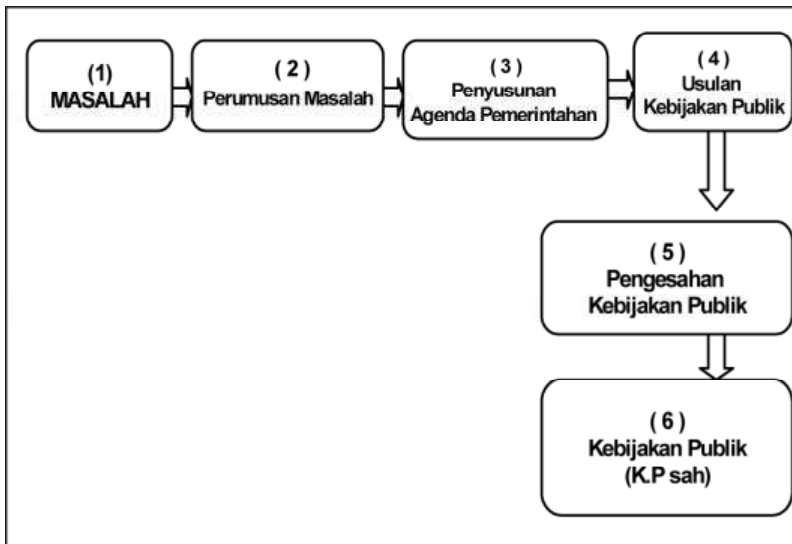 (1)
MASALAH
( 2 )
Perumusan Masalah
( 3 )
Penyusunan
Agenda Pemerintahan
( 4 )
Usulan
Kebijakan Publik
( 5 )
Pengesahan
Kebijakan Publik
( 6 )
Kebijakan Publik
(K.P sah)